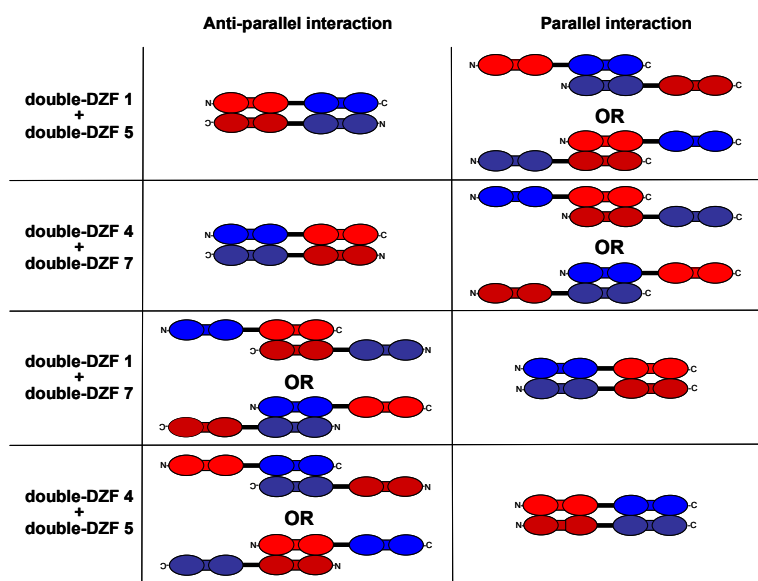 Anti-parallel interaction
Parallel interaction
double-DZF 1
+
double-DZF 5
N C
C N
N C
N C
OR
N C
N C
double-DZF 4
+
double-DZF 7
N C
C N
N C
N C
OR
N C
N C
double-DZF 1
+
double-DZF 7
N C
C N
OR
N C
C N
N C
N C
double-DZF 4
+
double-DZF 5
N C
C N
OR
N C
C N
N C
N C